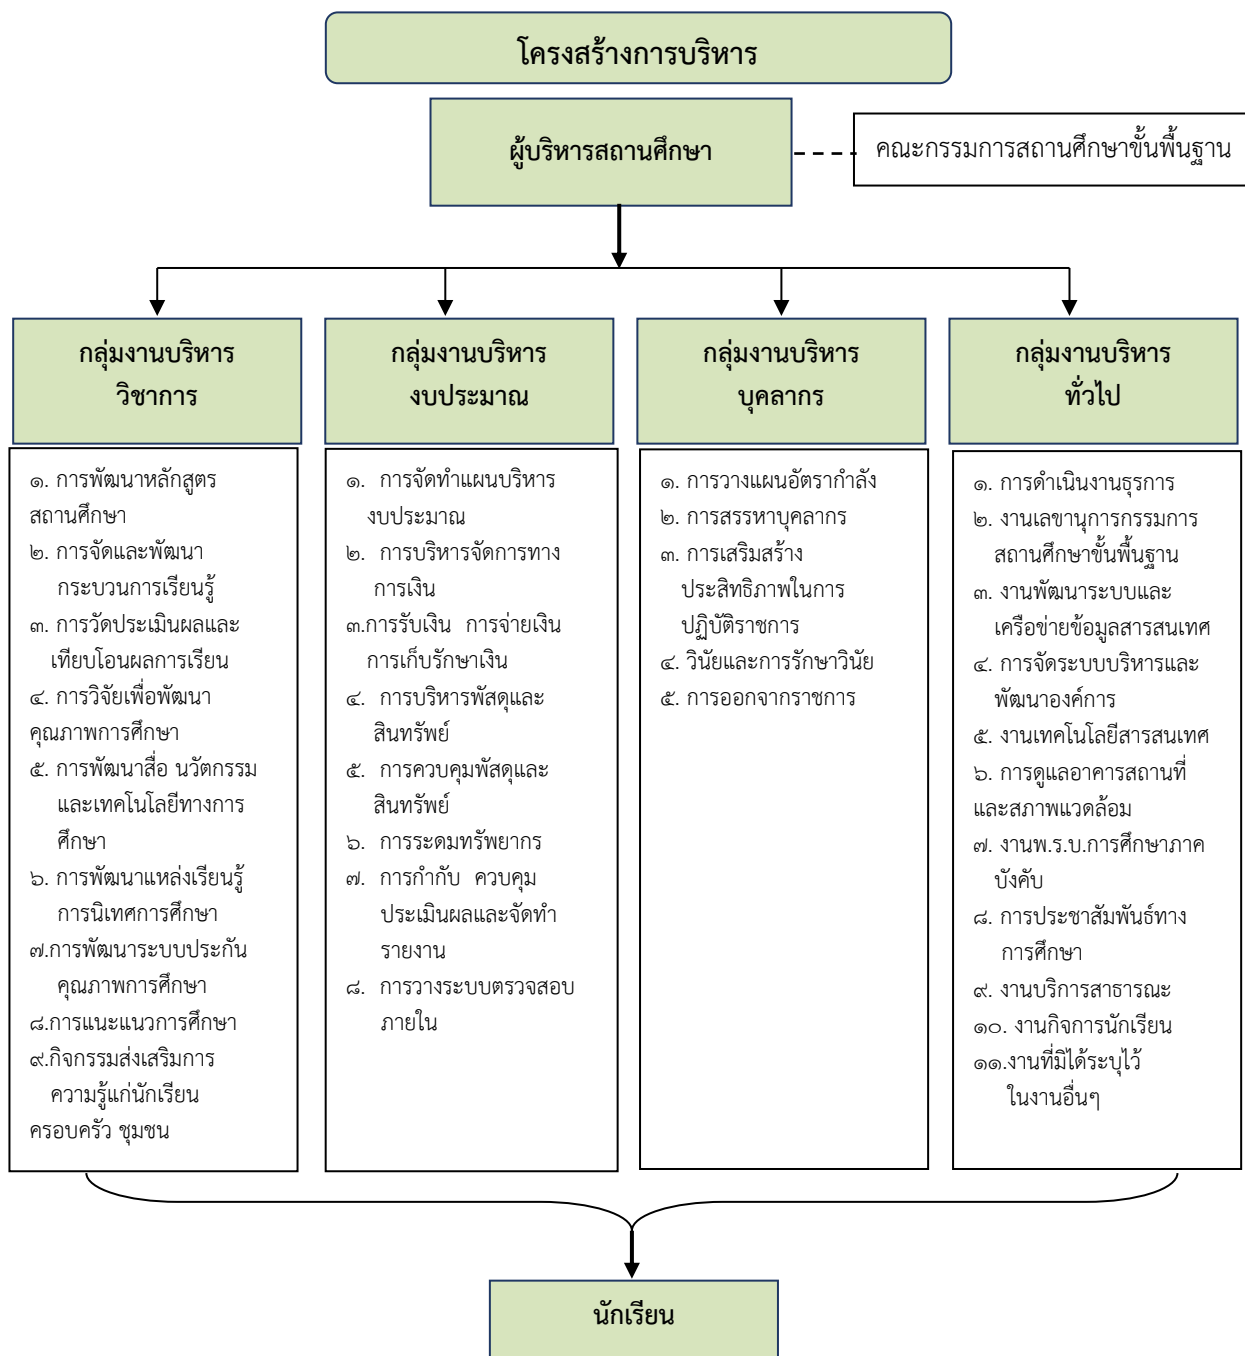 โครงสร้างการบริหาร
ผู้บริหารสถานศึกษา
คณะกรรมการสถานศึกษาขั้นพื้นฐาน
กลุ่มงานบริหาร
วิชาการ
กลุ่มงานบริหาร
งบประมาณ
กลุ่มงานบริหาร
บุคลากร
กลุ่มงานบริหาร
ทั่วไป
๑. การพัฒนาหลักสูตร
สถานศึกษา
๒. การจัดและพัฒนา
กระบวนการเรียนรู้
๓. การวัดประเมินผลและ
เทียบโอนผลการเรียน
๔. การวิจัยเพื่อพัฒนา
คุณภาพการศึกษา
๕. การพัฒนาสื่อ นวัตกรรม
และเทคโนโลยีทางการ
ศึกษา
๖. การพัฒนาแหล่งเรียนรู้
การนิเทศการศึกษา
๗.การพัฒนาระบบประกัน
คุณภาพการศึกษา
๘.การแนะแนวการศึกษา
๙.กิจกรรมส่งเสริมการ
ความรู้แก่นักเรียน
ครอบครัว ชุมชน
๑. การจัดทำแผนบริหาร
งบประมาณ
๒. การบริหารจัดการทาง
การเงิน
๓.การรับเงิน การจ่ายเงิน
การเก็บรักษาเงิน
๔. การบริหารพัสดุและ
สินทรัพย์
๕. การควบคุมพัสดุและ
สินทรัพย์
๖. การระดมทรัพยากร
๗. การกำกับ ควบคุม
ประเมินผลและจัดทำ
รายงาน
๘. การวางระบบตรวจสอบ
ภายใน
๑. การวางแผนอัตรากำลัง
๒. การสรรหาบุคลากร
๓. การเสริมสร้าง
ประสิทธิภาพในการ
ปฏิบัติราชการ
๔. วินัยและการรักษาวินัย
๕. การออกจากราชการ
๑. การดำเนินงานธุรการ
๒. งานเลขานุการกรรมการ
สถานศึกษาขั้นพื้นฐาน
๓. งานพัฒนาระบบและ
เครือข่ายข้อมูลสารสนเทศ
๔. การจัดระบบบริหารและ
พัฒนาองค์การ
๕. งานเทคโนโลยีสารสนเทศ
๖. การดูแลอาคารสถานที่
และสภาพแวดล้อม
๗. งานพ.ร.บ.การศึกษาภาค
บังคับ
๘. การประชาสัมพันธ์ทาง
การศึกษา
๙. งานบริการสาธารณะ
๑๐. งานกิจการนักเรียน
๑๑.งานที่มิได้ระบุไว้
ในงานอื่นๆ
นักเรียน